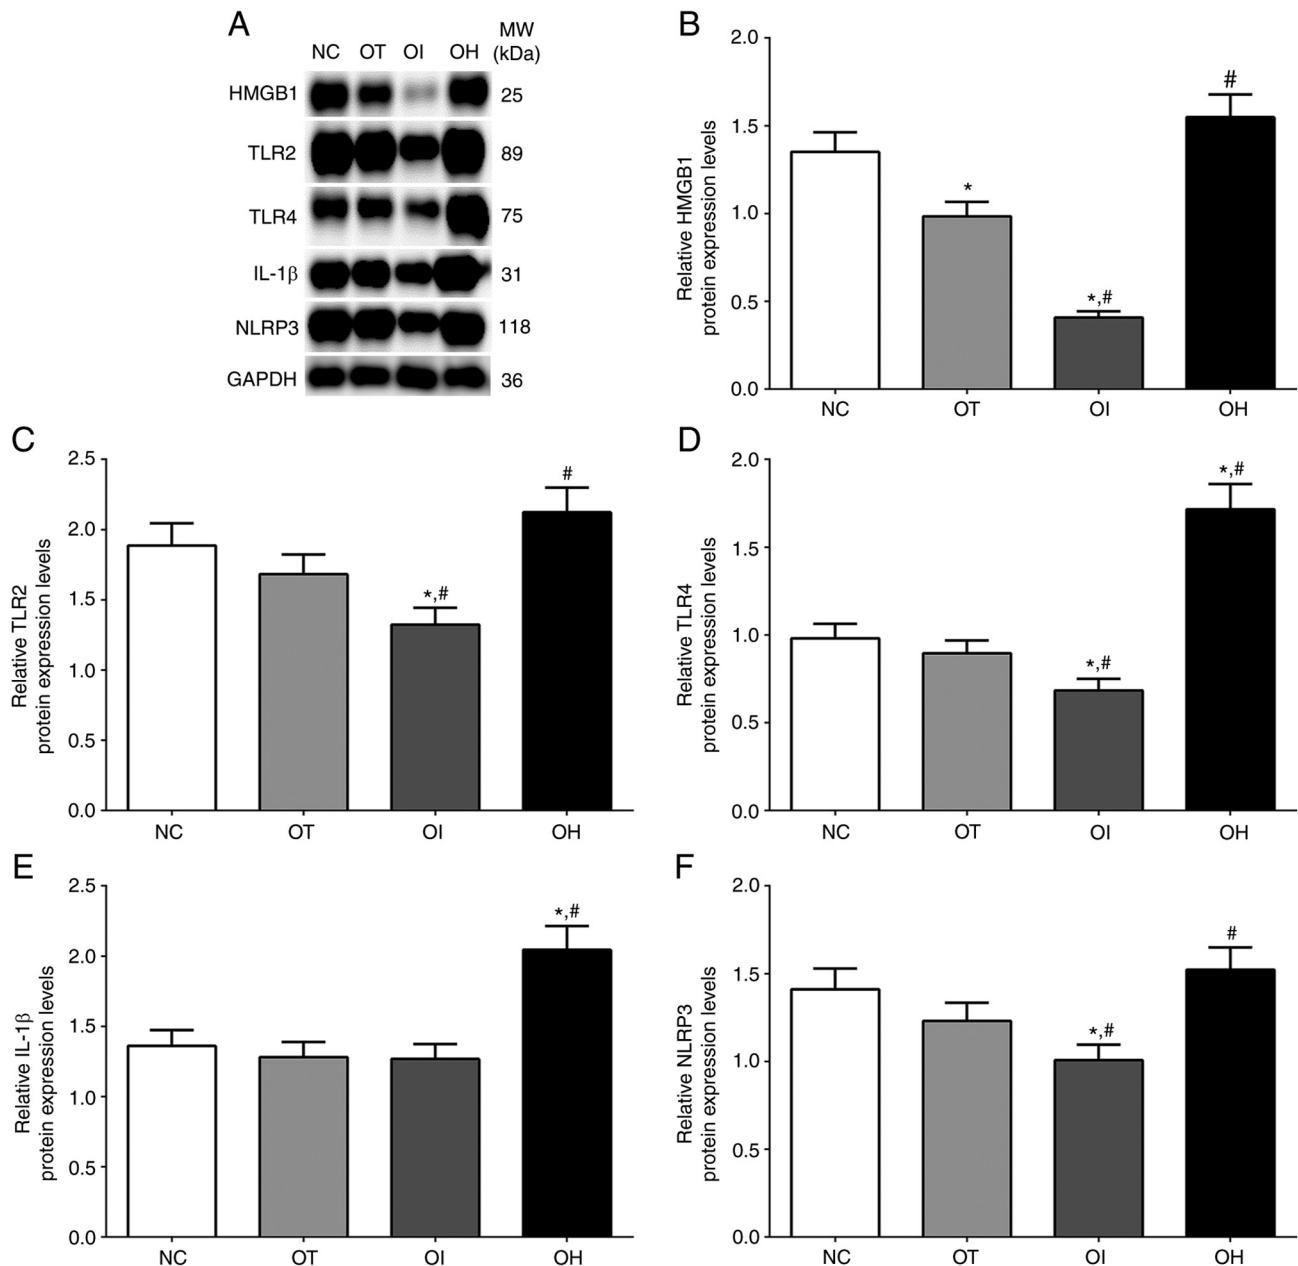 A
NC OT OI OH MW (kDa)
HMGB1 25
TLR2 89
TLR4 75
IL-1β 31
NLRP3 118
GAPDH 36
B
Relative HMGB1
protein expression levels
2.0
1.5
1.0
0.5
0.0
*
*,#
#
NC OT OI OH
C
Relative TLR2
protein expression levels
2.5
2.0
1.5
1.0
0.5
0.0
*,#
#
NC OT OI OH
D
Relative TLR4
protein expression levels
2.0
1.5
1.0
0.5
0.0
*,#
*,#
NC OT OI OH
E
Relative IL-1β
protein expression levels
2.5
2.0
1.5
1.0
0.5
0.0
*,#
NC OT OI OH
F
Relative NLRP3
protein expression levels
2.0
1.5
1.0
0.5
0.0
*,#
#
NC OT OI OH